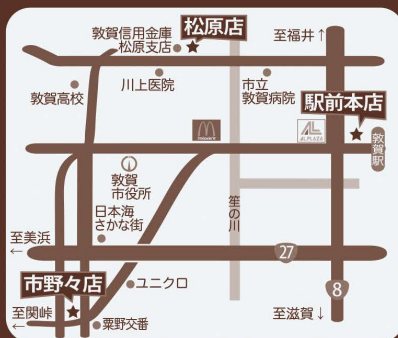 敦賀信用金庫
松原支店
松原店
至福井↑
敦賀高校
川上医院
市立
敦賀病院
駅前本店
AL.PLAZA
敦賀駅
敦賀
市役所
日本海
さかな街
笙の川
至美浜
←
27
市野々店
ユニクロ
8
至関峠
←
粟野交番
至滋賀↓